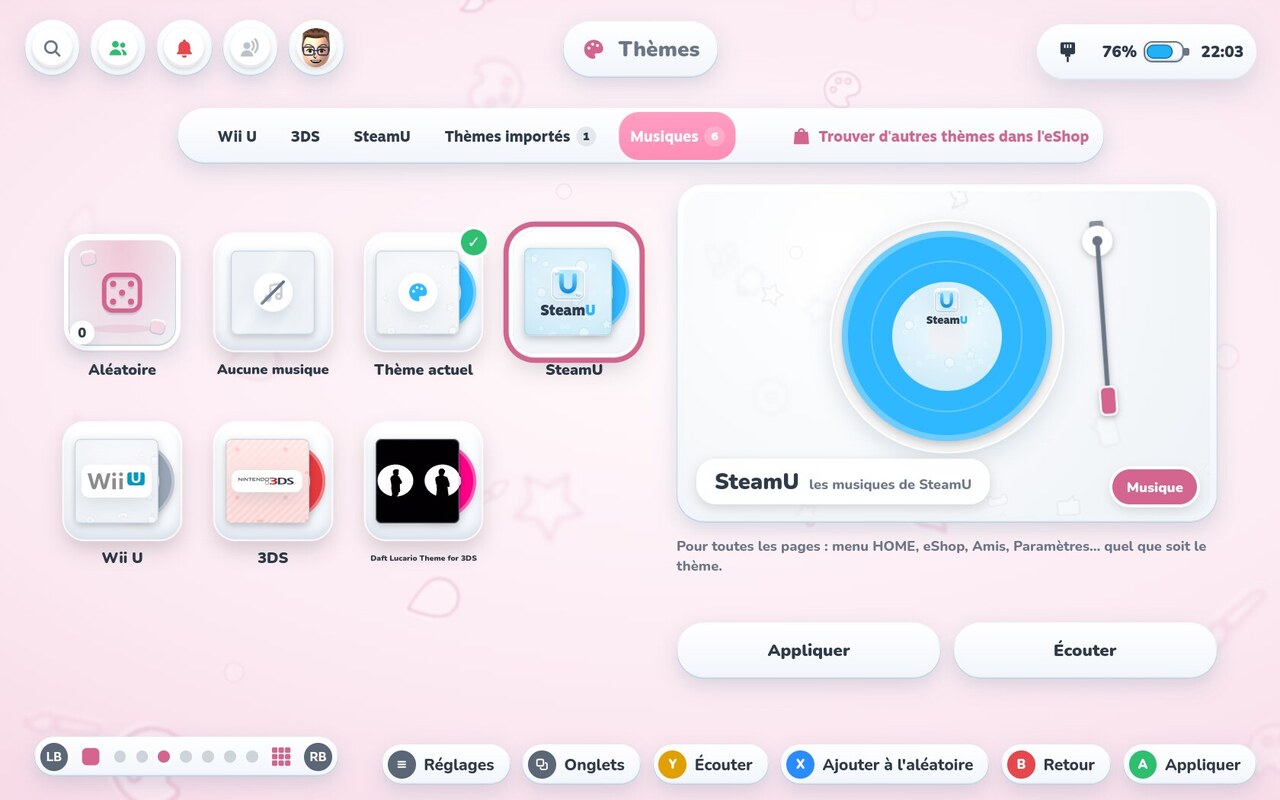 Thèmes
76%
22:03
Wii U
3DS
SteamU
Thèmes importés 1
Musiques 6
Trouver d'autres thèmes dans l'eShop
0
Aléatoire
Aucune musique
Thème actuel
U
SteamU
SteamU
Wii U
Wii U
NINTENDO 3DS
3DS
Daft Lucario Theme for 3DS
U
SteamU
SteamU les musiques de SteamU
Musique
Pour toutes les pages : menu HOME, eShop, Amis, Paramètres... quel que soit le
thème.
Appliquer
Écouter
LB
RB
Réglages
Onglets
Y Écouter
X Ajouter à l'aléatoire
B Retour
A Appliquer